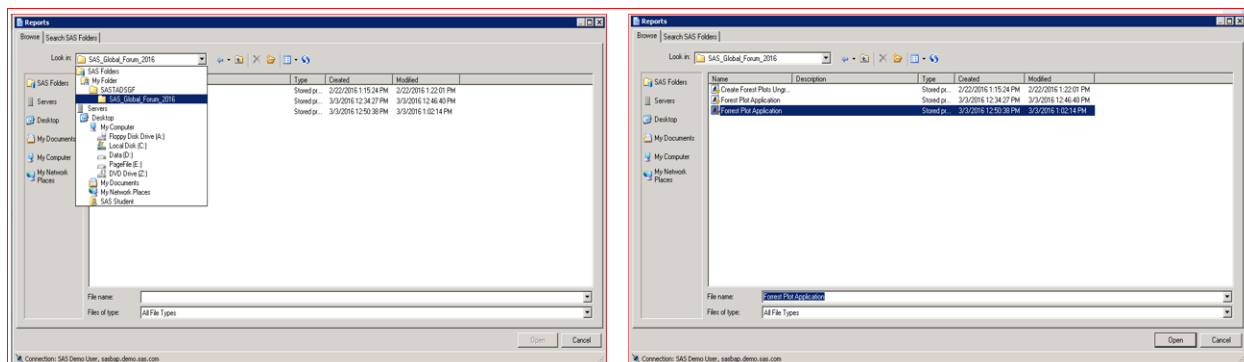 Reports
Browse Search SAS Folders
Look in: SAS_Global_Forum_2016
SAS Folders
My Folder
SASTADSGF
SAS_Global_Forum_2016
Servers
Desktop
My Computer
Floppy Disk Drive (A:)
Local Disk (C:)
Data (D:)
PageFile (E:)
DVD Drive (Z:)
My Documents
My Network Places
SAS Student
SAS Folders
Servers
Desktop
My Documents
My Computer
My Network
Places
Type Created Modified
Stored pr... 2/22/2016 1:15:24 PM 2/22/2016 1:22:01 PM
Stored pr... 3/3/2016 12:34:27 PM 3/3/2016 12:46:40 PM
Stored pr... 3/3/2016 12:50:38 PM 3/3/2016 1:02:14 PM
File name:
Files of type: All File Types
Open Cancel
Connection: SAS Demo User, sasbap.demo.sas.com
Reports
Browse Search SAS Folders
Look in: SAS_Global_Forum_2016
SAS Folders
Servers
Desktop
My Documents
My Computer
My Network
Places
Name Description Type Created Modified
Create Forest Plots Ungr... Stored pr... 2/22/2016 1:15:24 PM 2/22/2016 1:22:01 PM
Forest Plot Application Stored pr... 3/3/2016 12:34:27 PM 3/3/2016 12:46:40 PM
Forrest Plot Application Stored pr... 3/3/2016 12:50:38 PM 3/3/2016 1:02:14 PM
File name: Forrest Plot Application
Files of type: All File Types
Open Cancel
Connection: SAS Demo User, sasbap.demo.sas.com